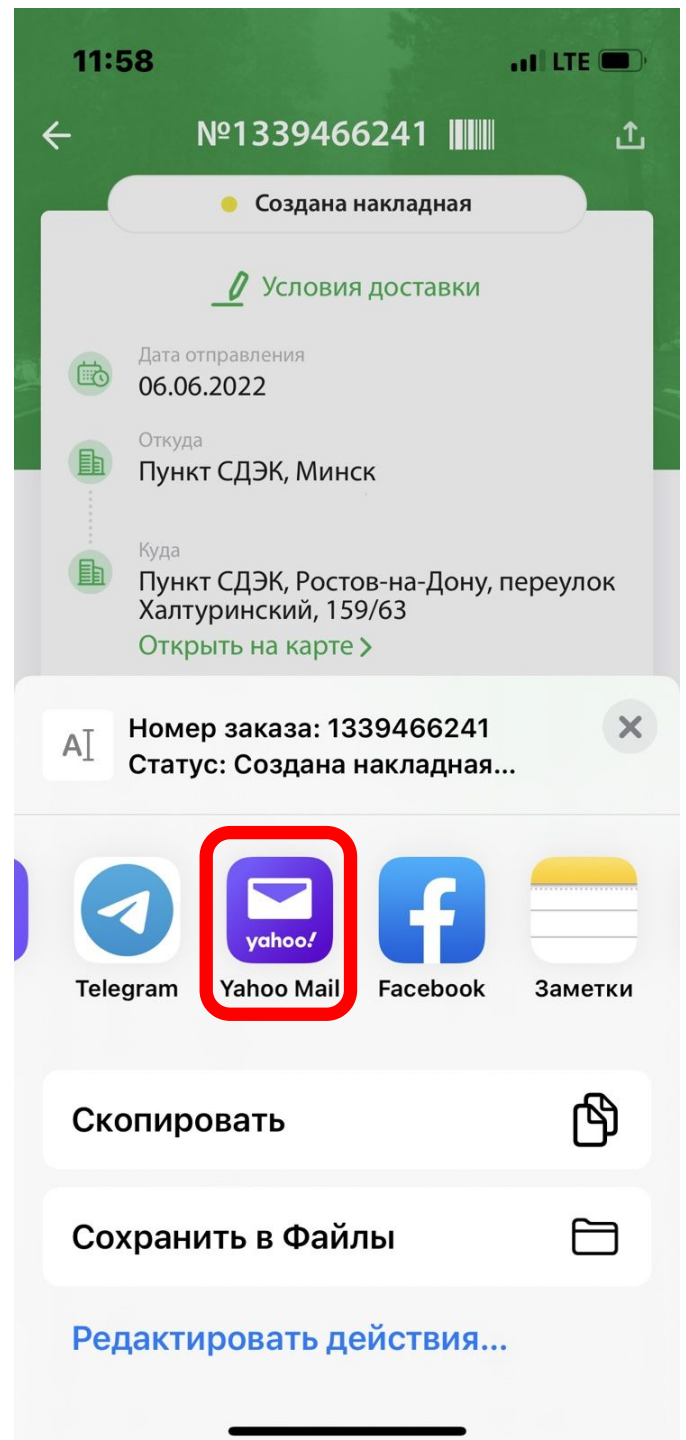 11:58 LTE
№1339466241
Создана накладная
Условия доставки
Дата отправления
06.06.2022
Откуда
Пункт СДЭК, Минск
Куда
Пункт СДЭК, Ростов-на-Дону, переулок
Халтуринский, 159/63
Открыть на карте
A
Номер заказа: 1339466241
Статус: Создана накладная...
yahoo!
Telegram Yahoo Mail Facebook Заметки
Скопировать
Сохранить в Файлы
Редактировать действия...